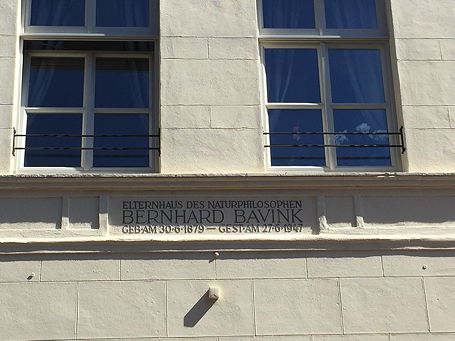 ELTERNHAUS DES NATURPHILOSOPHEN
BERNHARD BAVINK
GEB·AM 30·6·1879 — GEST·AM 27·6·1947